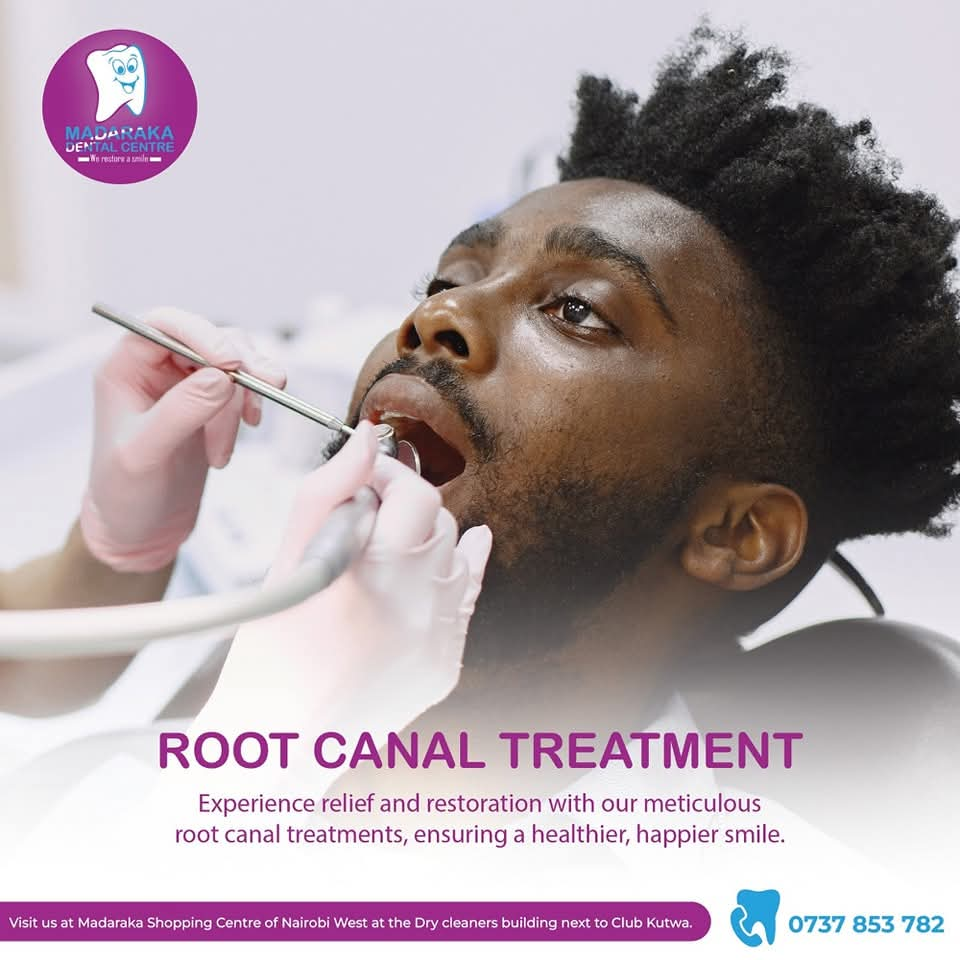 MADARAKA
DENTAL CENTRE
We restore a smile
ROOT CANAL TREATMENT
Experience relief and restoration with our meticulous
root canal treatments, ensuring a healthier, happier smile.
Visit us at Madaraka Shopping Centre of Nairobi West at the Dry cleaners building next to Club Kutwa.
0737 853 782